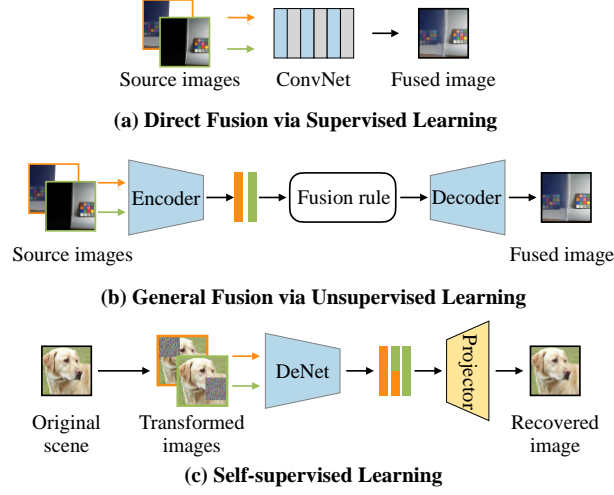 Source images
ConvNet
Fused image
(a) Direct Fusion via Supervised Learning
Encoder
Fusion rule
Decoder
Source images
Fused image
(b) General Fusion via Unsupervised Learning
DeNet
Projector
Original
scene
Transformed
images
Recovered
image
(c) Self-supervised Learning